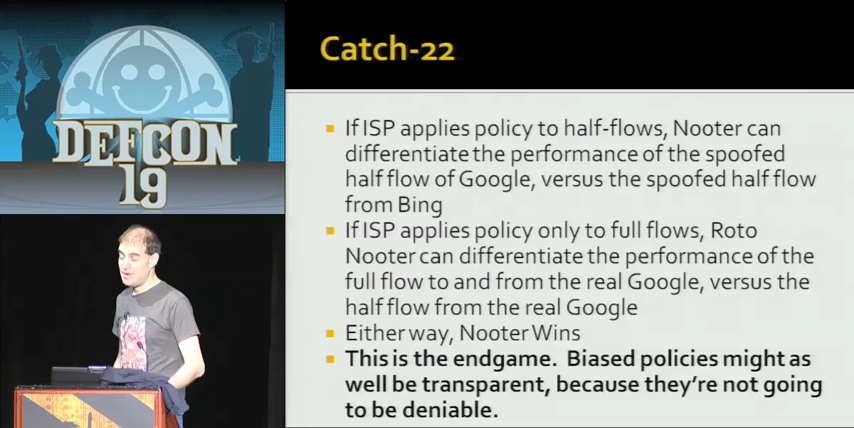 DEFCON
19
Catch-22
If ISP applies policy to half-flows, Nooter can
differentiate the performance of the spoofed
half flow of Google, versus the spoofed half flow
from Bing
If ISP applies policy only to full flows, Roto
Nooter can differentiate the performance of the
full flow to and from the real Google, versus the
half flow from the real Google
Either way, Nooter Wins
This is the endgame.  Biased policies might as
well be transparent, because they're not going
to be deniable.